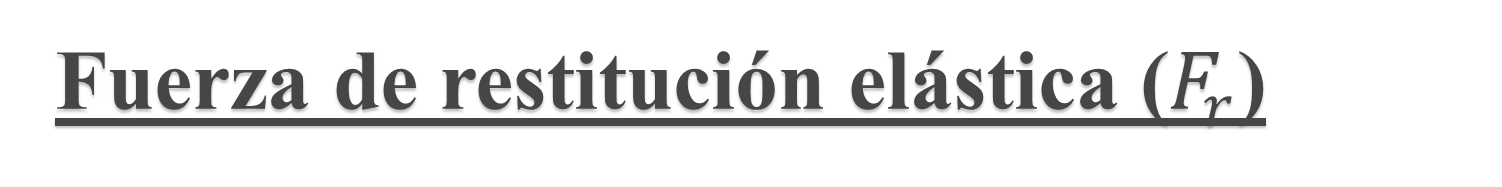 Fuerza de restitución elástica (𝐹ᵣ)